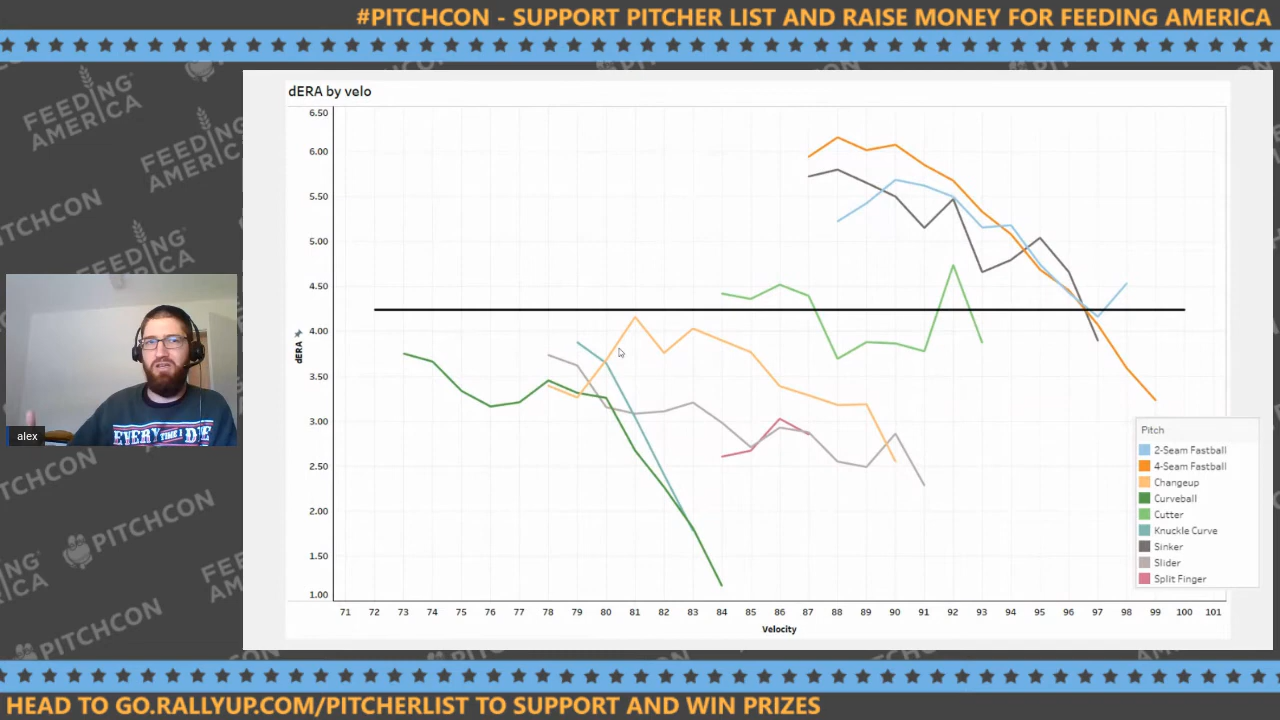 #PITCHCON - SUPPORT PITCHER LIST AND RAISE MONEY FOR FEEDING AMERICA
FEEDING
AMERICA
FEEDING
AMERICA
PITCHCON
dERA by velo
6.50
6.00
5.50
5.00
4.50
4.00
3.50
3.00
2.50
2.00
1.50
1.00
dERA
71 72 73 74 75 76 77 78 79 80 81 82 83 84 85 86 87 88 89 90 91 92 93 94 95 96 97 98 99 100 101
Velocity
Pitch
2-Seam Fastball
4-Seam Fastball
Changeup
Curveball
Cutter
Knuckle Curve
Sinker
Slider
Split Finger
EVERY TIME I DIE
alex
PITCHCON
PITCHCON
HEAD TO GO.RALLYUP.COM/PITCHERLIST TO SUPPORT AND WIN PRIZES